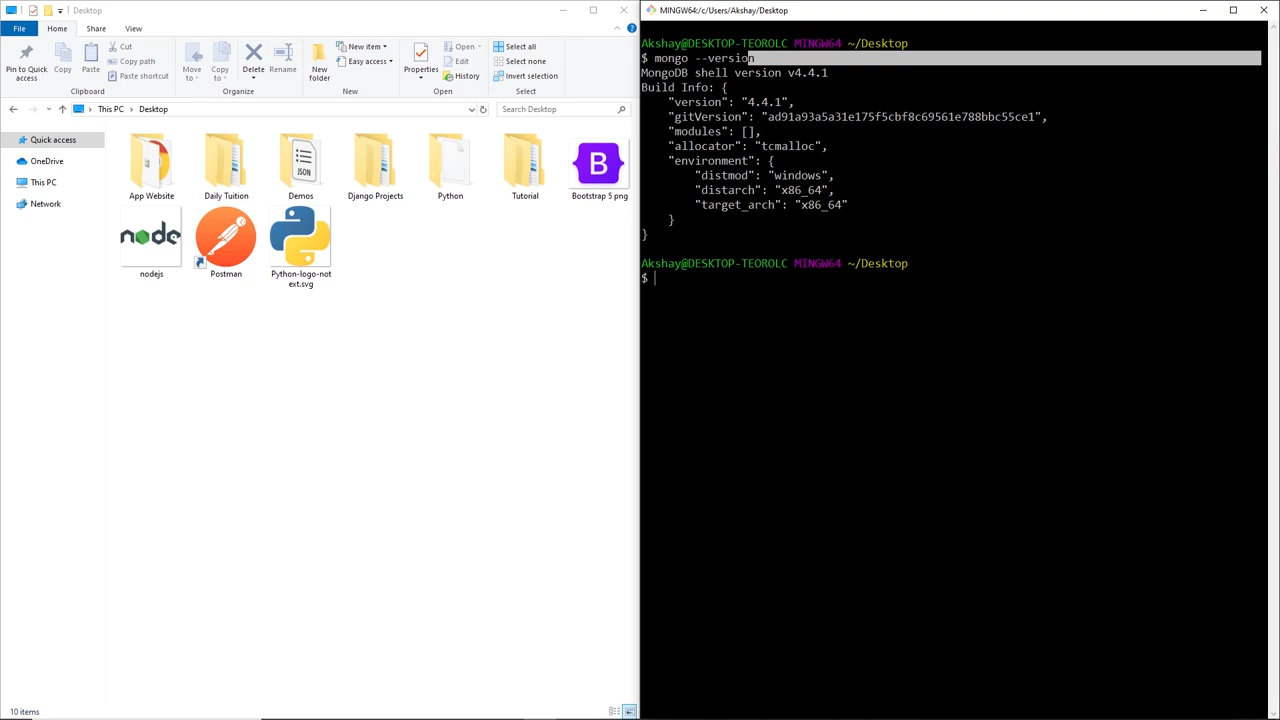 Desktop
File
Home
Share
View
Pin to Quick access
Copy
Paste
Cut
Copy path
Paste shortcut
Clipboard
Move to
Copy to
Delete
Rename
Organize
New folder
New item
Easy access
New
Properties
Open
Edit
History
Open
Select all
Select none
Invert selection
Select
This PC
Desktop
Search Desktop
Quick access
OneDrive
This PC
Network
App Website
Daily Tuition
JSON
Demos
Django Projects
Python
Tutorial
B
Bootstrap 5 png
node
nodejs
Postman
Python-logo-not
ext.svg
10 items
MINGW64:/c/Users/Akshay/Desktop
Akshay@DESKTOP-TEOROLC MINGW64 ~/Desktop
$ mongo --version
MongoDB shell version v4.4.1
Build Info: {
    "version": "4.4.1",
    "gitVersion": "ad91a93a5a31e175f5cbf8c69561e788bbc55ce1",
    "modules": [],
    "allocator": "tcmalloc",
    "environment": {
        "distmod": "windows",
        "distarch": "x86_64",
        "target_arch": "x86_64"
    }
}
Akshay@DESKTOP-TEOROLC MINGW64 ~/Desktop
$